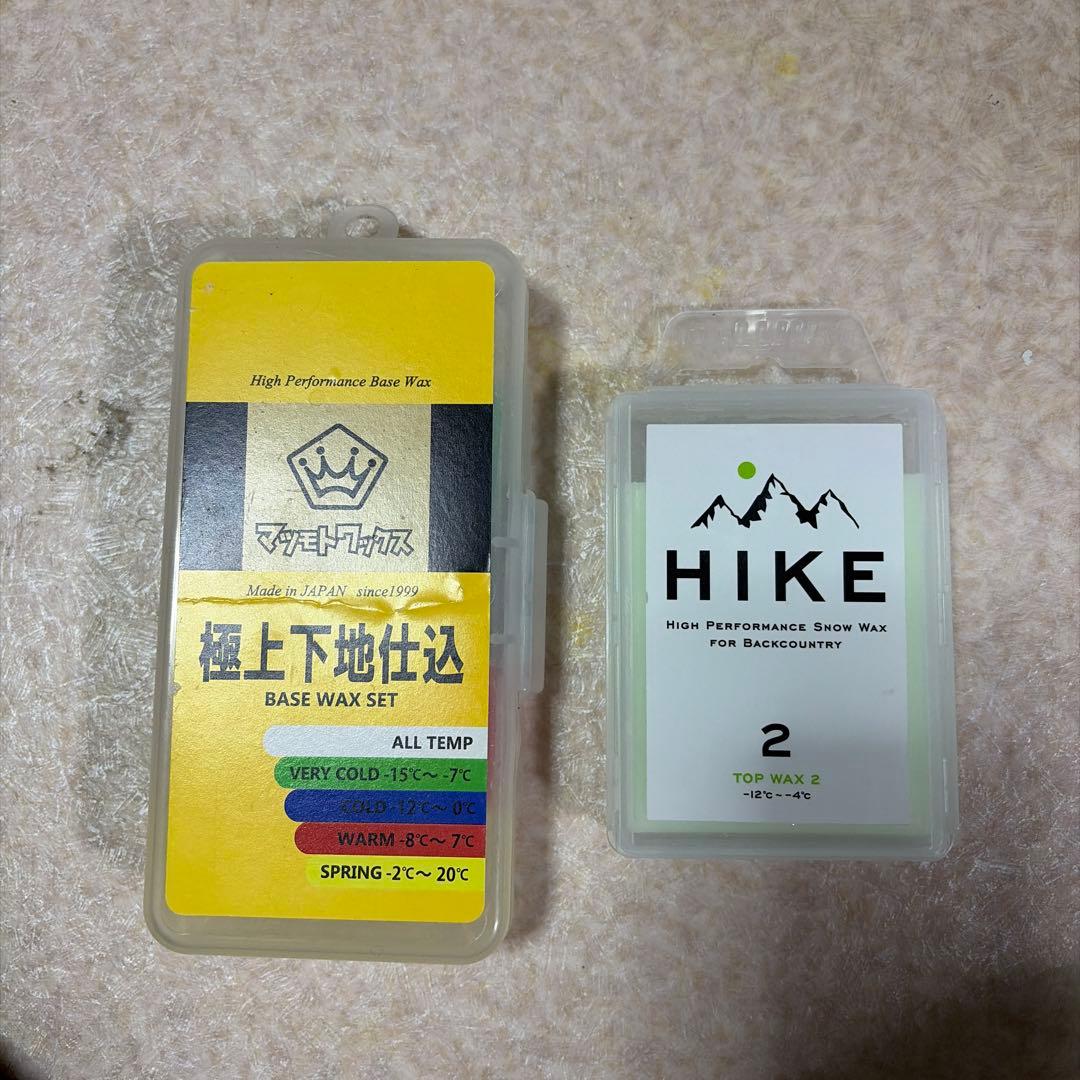 High Performance Base Wax
マツモトワックス
Made in JAPAN since1999
極上下地仕込
BASE WAX SET
ALL TEMP
VERY COLD -15℃～ -7℃
COLD -12℃～ 0℃
WARM -8℃～ 7℃
SPRING -2℃～ 20℃
HIKE
HIGH PERFORMANCE SNOW WAX
FOR BACKCOUNTRY
2
TOP WAX 2
-12℃～-4℃